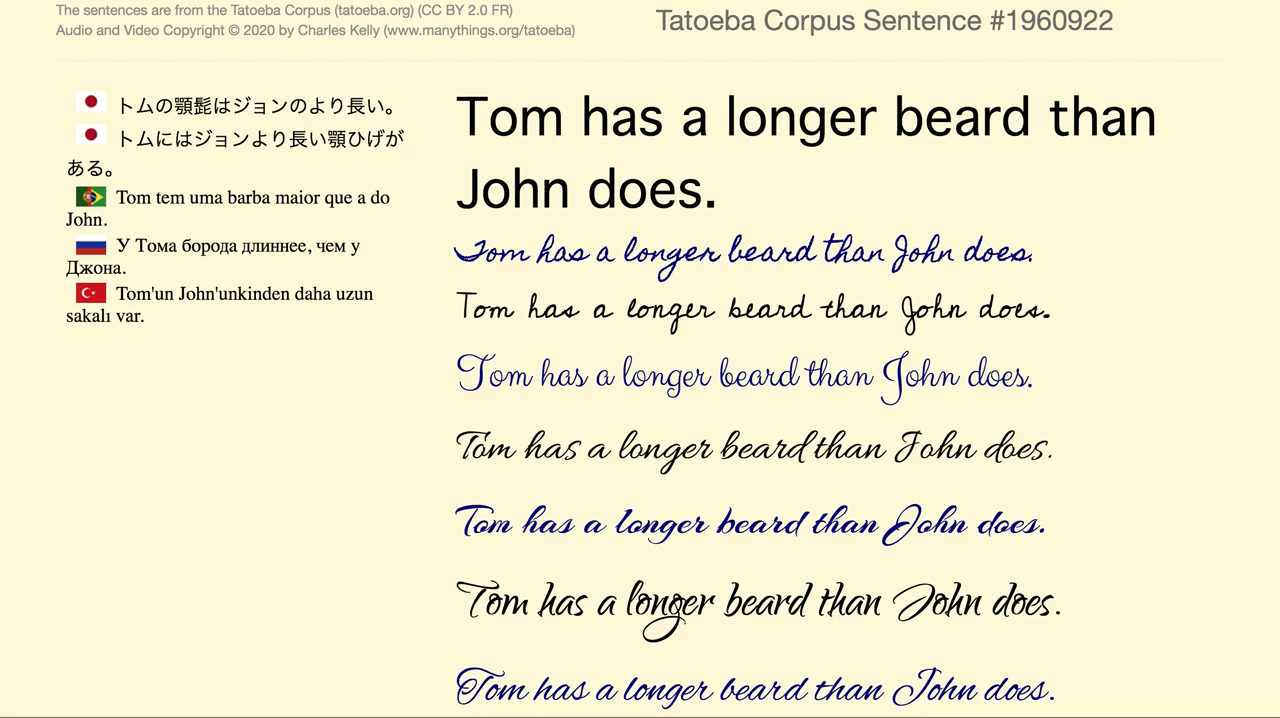 The sentences are from the Tatoeba Corpus (tatoeba.org) (CC BY 2.0 FR)
Audio and Video Copyright © 2020 by Charles Kelly (www.manythings.org/tatoeba)
Tatoeba Corpus Sentence #1960922
トムの顎髭はジョンのより長い。
トムにはジョンより長い顎ひげが
ある。
Tom tem uma barba maior que a do
John.
У Тома борода длиннее, чем у
Джона.
Tom'un John'unkinden daha uzun
sakalı var.
Tom has a longer beard than
John does.
Tom has a longer beard than John does.
Tom has a longer beard than John does.
Tom has a longer beard than John does.
Tom has a longer beard than John does.
Tom has a longer beard than John does.
Tom has a longer beard than John does.
Tom has a longer beard than John does.